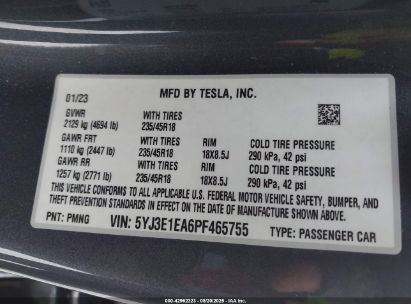 MFD BY TESLA, INC.
01/23
GVWR WITH TIRES
2129 kg (4694 lb) 235/45R18
GAWR FRT WITH TIRES RIM COLD TIRE PRESSURE
1110 kg (2447 lb) 235/45R18 18X8.5J 290 kPa, 42 psi
GAWR RR WITH TIRES RIM COLD TIRE PRESSURE
1257 kg (2771 lb) 235/45R18 18X8.5J 290 kPa, 42 psi
THIS VEHICLE CONFORMS TO ALL APPLICABLE U.S. FEDERAL MOTOR VEHICLE SAFETY, BUMPER, AND
THEFT PREVENTION STANDARDS IN EFFECT ON THE DATE OF MANUFACTURE SHOWN ABOVE.
PNT: PMNG VIN: 5YJ3E1EA6PF465755 TYPE: PASSENGER CAR